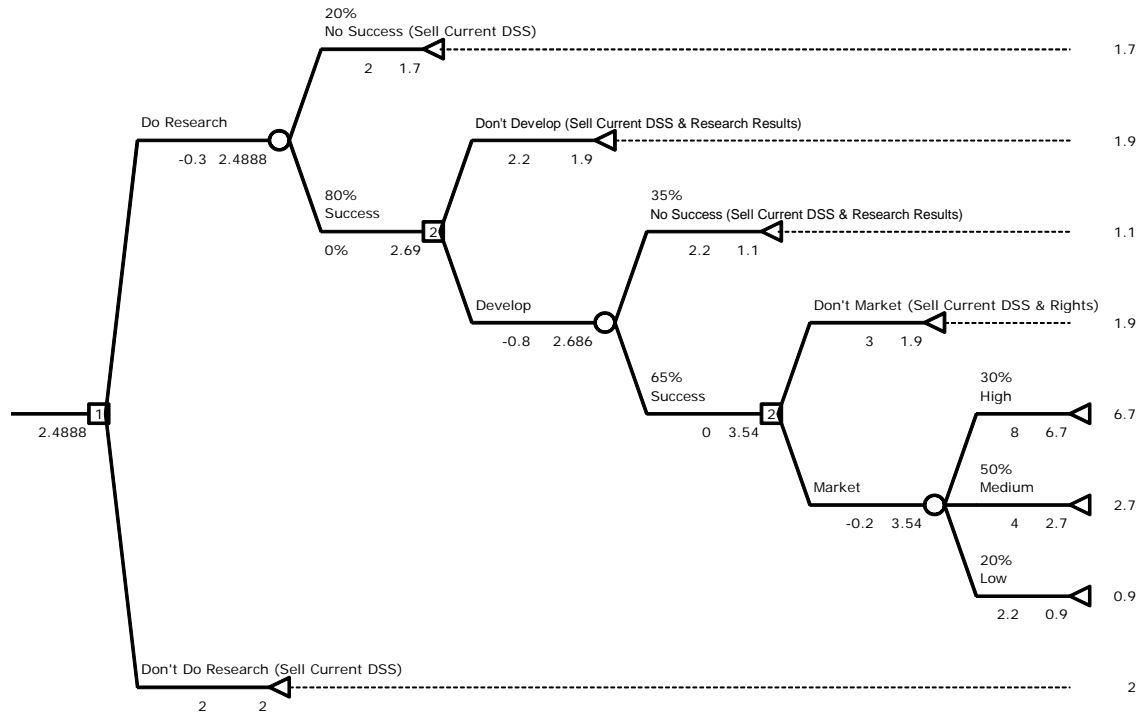 20%
No Success (Sell Current DSS)
2 1.7 1.7
Do Research
-0.3 2.4888
Don't Develop (Sell Current DSS & Research Results)
2.2 1.9 1.9
80%
Success
0% 2.69
2
35%
No Success (Sell Current DSS & Research Results)
2.2 1.1 1.1
Develop
-0.8 2.686
Don't Market (Sell Current DSS & Rights)
3 1.9 1.9
65%
Success
0 3.54
2
30%
High
8 6.7 6.7
1
2.4888
Market
-0.2 3.54
50%
Medium
4 2.7 2.7
20%
Low
2.2 0.9 0.9
Don't Do Research (Sell Current DSS)
2 2 2